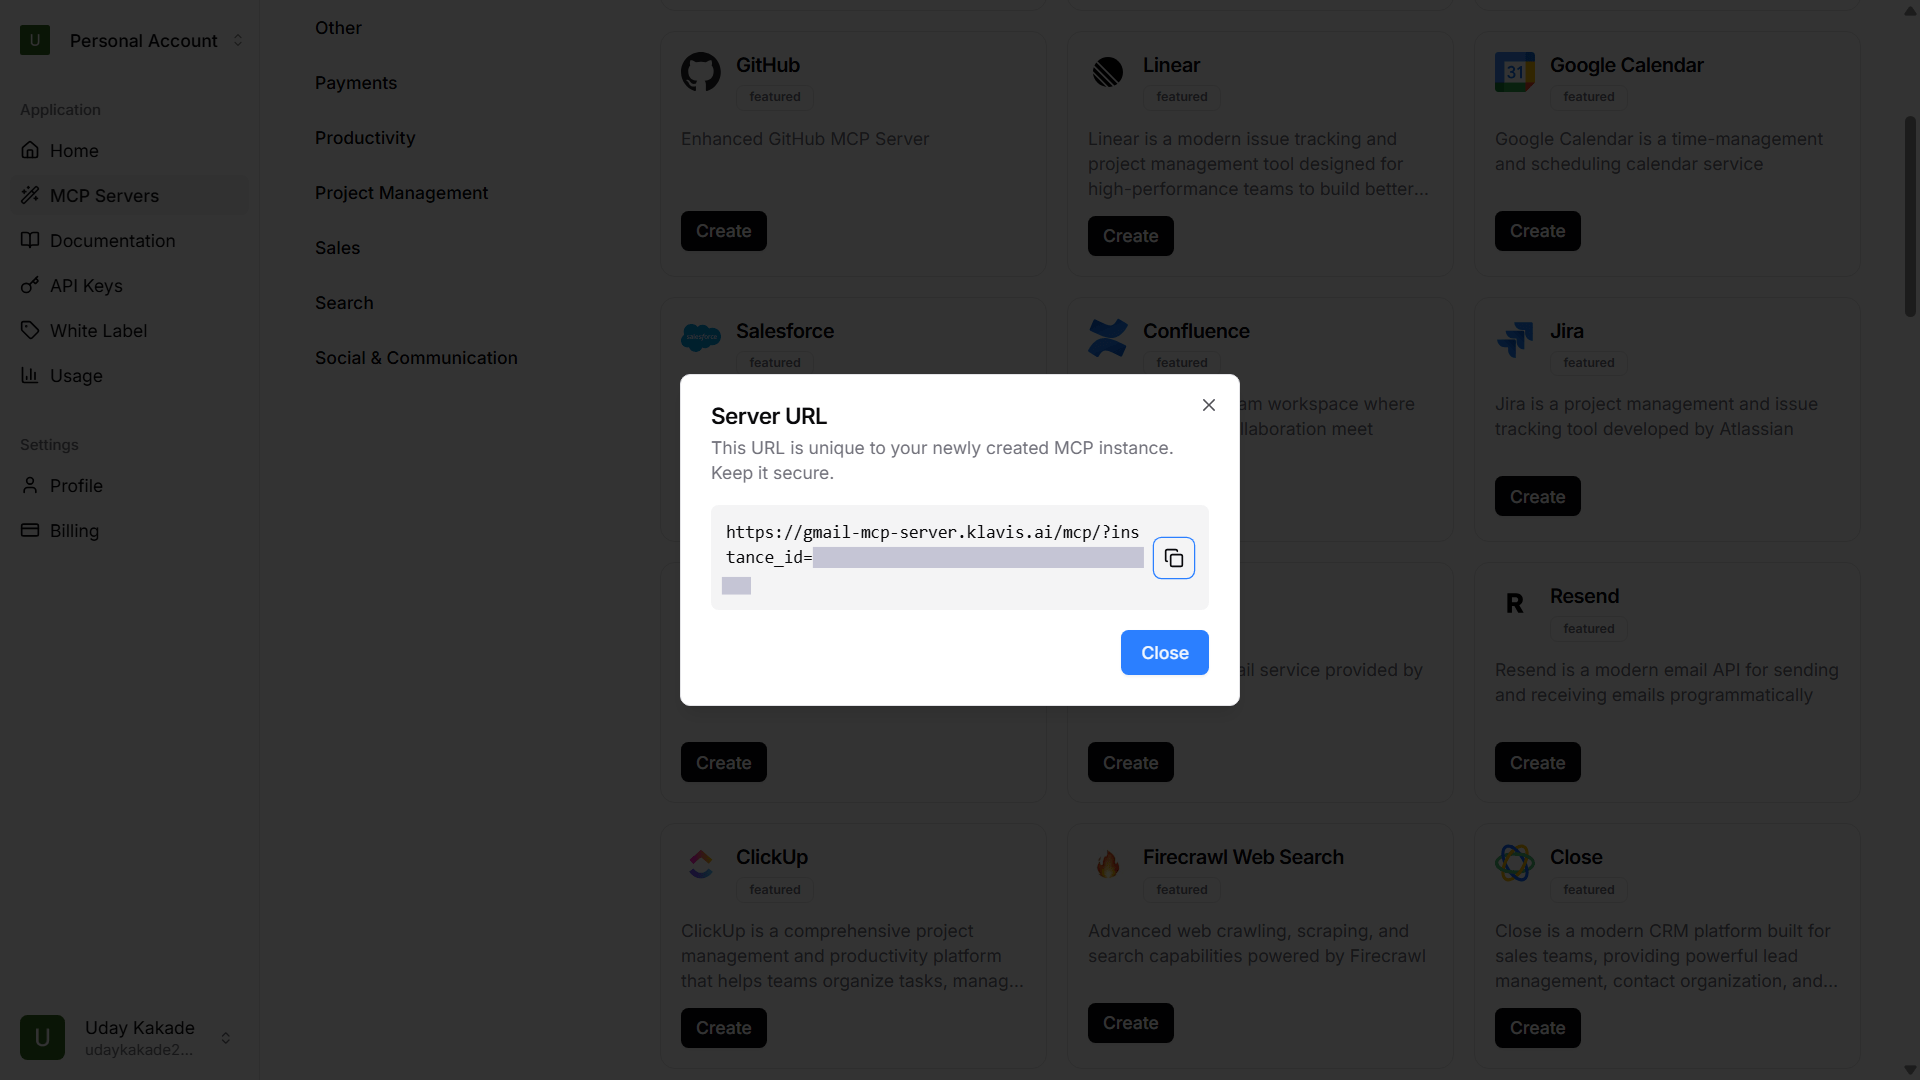 U
Personal Account
Application
Home
MCP Servers
Documentation
API Keys
White Label
Usage
Settings
Profile
Billing
U
Uday Kakade
udaykakade2...
Other
Payments
Productivity
Project Management
Sales
Search
Social & Communication
GitHub
featured
Enhanced GitHub MCP Server
Create
Linear
featured
Linear is a modern issue tracking and
project management tool designed for
high-performance teams to build better...
Create
31
Google Calendar
featured
Google Calendar is a time-management
and scheduling calendar service
Create
salesforce
Salesforce
featured
Confluence
featured
am workspace where
llaboration meet
Jira
featured
Jira is a project management and issue
tracking tool developed by Atlassian
Create
Server URL
This URL is unique to your newly created MCP instance.
Keep it secure.
https://gmail-mcp-server.klavis.ai/mcp/?ins
tance_id=
Close
Create
ail service provided by
Create
R
Resend
featured
Resend is a modern email API for sending
and receiving emails programmatically
Create
ClickUp
featured
ClickUp is a comprehensive project
management and productivity platform
that helps teams organize tasks, manag...
Create
Firecrawl Web Search
featured
Advanced web crawling, scraping, and
search capabilities powered by Firecrawl
Create
Close
featured
Close is a modern CRM platform built for
sales teams, providing powerful lead
management, contact organization, and...
Create